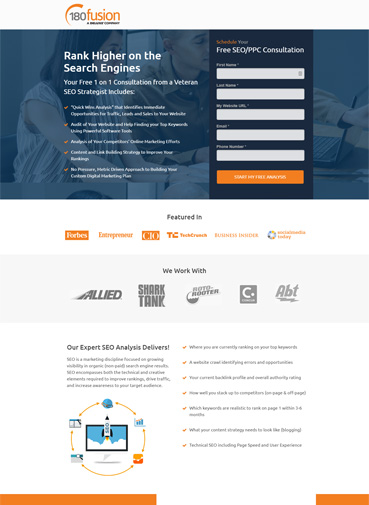 180fusion
A DELUXE COMPANY
Rank Higher on the
Search Engines
Your Free 1 on 1 Consultation from a Veteran
SEO Strategist Includes:
"Quick Wins Analysis" that Identifies Immediate
Opportunities For Traffic, Leads and Sales to Your Website
Audit of Your Website and Help Finding your Top Keywords
Using Powerful Software Tools
Analysis of Your Competitors' Online Marketing Efforts
Content and Link Building Strategy to Improve Your
Rankings
No Pressure, Metric Driven Approach to Building Your
Custom Digital Marketing Plan
Schedule Your
Free SEO/PPC Consultation
First Name *
Last Name *
My Website URL *
Email *
Phone Number *
START MY FREE ANALYSIS
Featured In
Forbes
Entrepreneur
CIO
TC TechCrunch
BUSINESS INSIDER
socialmedia
today
We Work With
ALLIED
SHARK
TANK
ROTO-
ROOTER
C
Abt
Our Expert SEO Analysis Delivers!
SEO is a marketing discipline focused on growing
visibility in organic (non-paid) search engine results.
SEO encompasses both the technical and creative
elements required to improve rankings, drive traffic,
and increase awareness to your target audience.
SEO
Where you are currently ranking on your top keywords
A website crawl identifying errors and opportunities
Your current backlink profile and overall authority rating
How well you stack up to competitors (on page & off page)
Which keywords are realistic to rank on page 1 within 3-6
months
What your content strategy needs to look like (blogging)
Technical SEO including Page Speed and User Experience